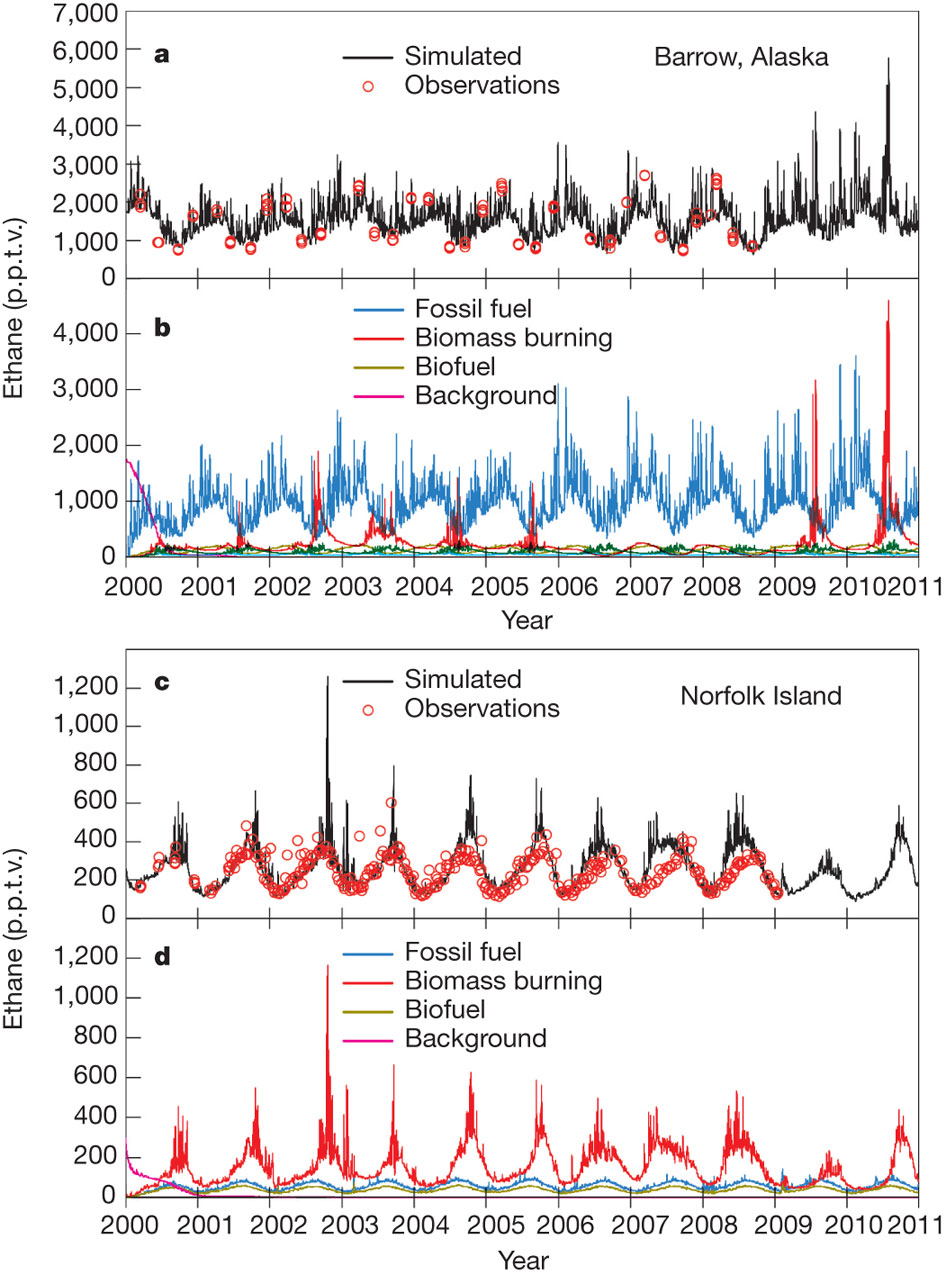 7,000
6,000
5,000
4,000
3,000
2,000
1,000
0
a
Simulated
Observations
Barrow, Alaska
Ethane (p.p.t.v.)
4,000
3,000
2,000
1,000
0
b
Fossil fuel
Biomass burning
Biofuel
Background
2000 2001 2002 2003 2004 2005 2006 2007 2008 2009 2010 2011
Year
1,200
1,000
800
600
400
200
0
c
Simulated
Observations
Norfolk Island
Ethane (p.p.t.v.)
1,200
1,000
800
600
400
200
0
d
Fossil fuel
Biomass burning
Biofuel
Background
2000 2001 2002 2003 2004 2005 2006 2007 2008 2009 2010 2011
Year